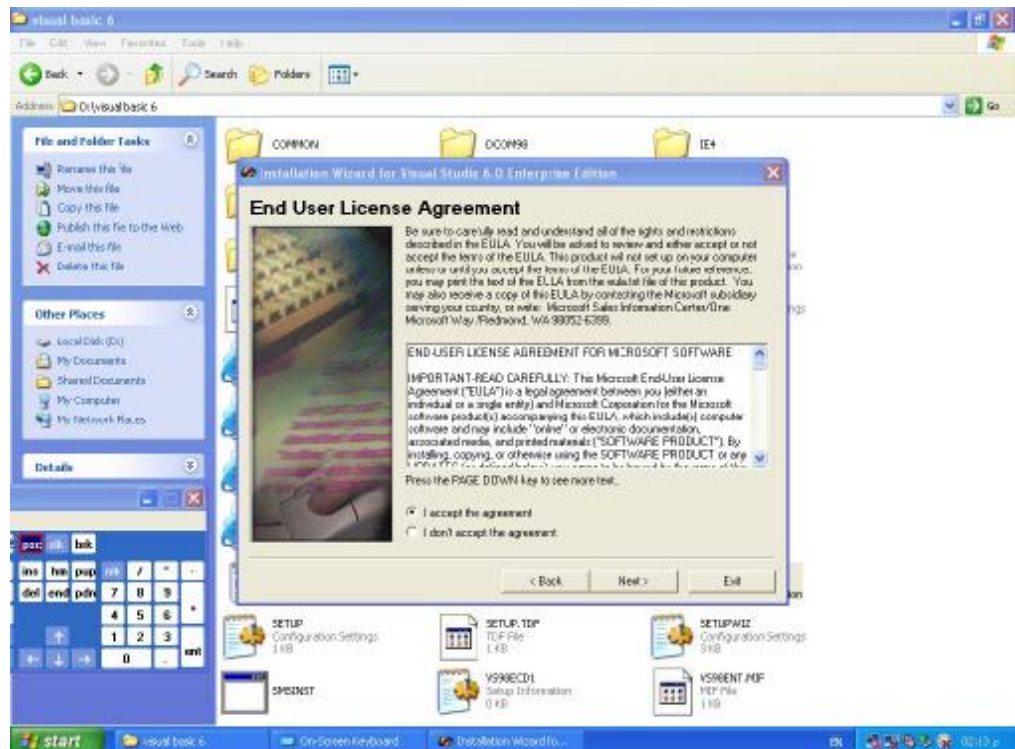 visual basic 6
File Edit View Favorites Tools Help
Back Search Folders
Address D:\visual basic 6 Go
File and Folder Tasks
Rename this file
Move this file
Copy this file
Publish this file to the Web
E-mail this file
Delete this file
Other Places
Local Disk (D:)
My Documents
Shared Documents
My Computer
My Network Places
Details
COMMON DCOM98 IE4
Installation Wizard for Visual Studio 6.0 Enterprise Edition
End User License Agreement
Be sure to carefully read and understand all of the rights and restrictions
described in the EULA. You will be asked to review and either accept or not
accept the terms of the EULA. This product will not set up on your computer
unless or until you accept the terms of the EULA. For your future reference,
you may print the text of the EULA from the eula.txt file of this product. You
may also receive a copy of this EULA by contacting the Microsoft subsidiary
serving your country, or write: Microsoft Sales Information Center/One
Microsoft Way /Redmond, WA 98052-6399.
END-USER LICENSE AGREEMENT FOR MICROSOFT SOFTWARE
IMPORTANT-READ CAREFULLY: This Microsoft End-User License
Agreement ("EULA") is a legal agreement between you (either an
individual or a single entity) and Microsoft Corporation for the Microsoft
software product(s) accompanying this EULA, which include(s) computer
software and may include "online" or electronic documentation,
associated media, and printed materials ("SOFTWARE PRODUCT"). By
installing, copying, or otherwise using the SOFTWARE PRODUCT or any
Press the PAGE DOWN key to see more text.
I accept the agreement
I don't accept the agreement
< Back Next > Exit
psc slk brk
ins hm pup nlk / * -
del end pdn 7 8 9 +
4 5 6
1 2 3 ent
0 .
SETUP
Configuration Settings
1 KB
SETUP.TDF
TDF File
1 KB
SETUPWIZ
Configuration Settings
3 KB
SMSINST
VS98ECD1
Setup Information
0 KB
VS98ENT.MIF
MIF File
1 KB
start visual basic 6 On-Screen Keyboard Installation Wizard fo... EN 02:13